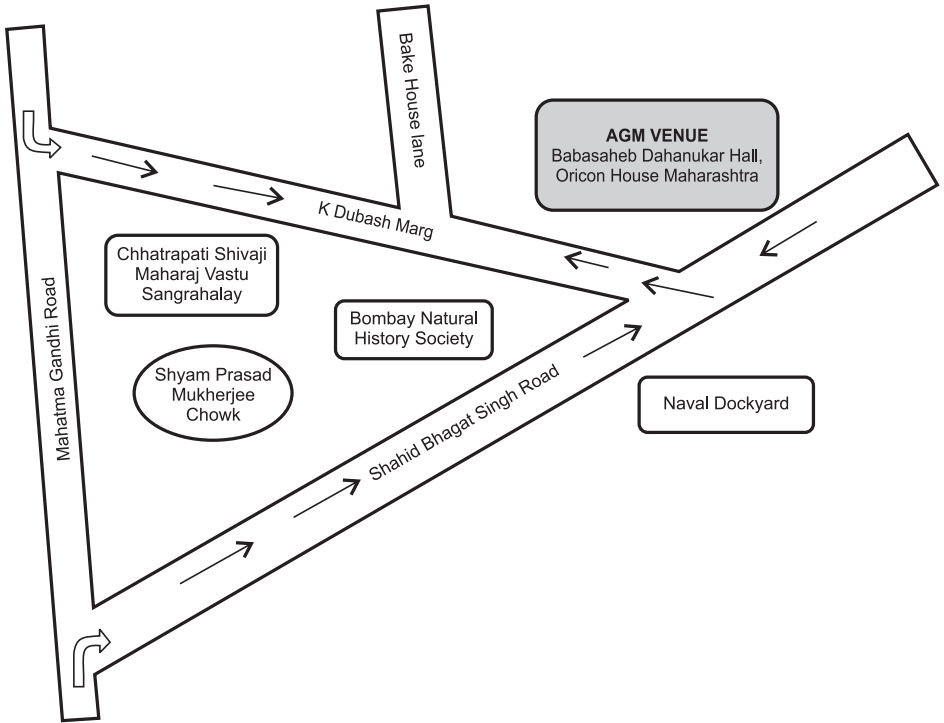 Bake House lane
AGM VENUE
Babasaheb Dahanukar Hall,
Oricon House Maharashtra
K Dubash Marg
Chhatrapati Shivaji
Maharaj Vastu
Sangrahalay
Bombay Natural
History Society
Mahatma Gandhi Road
Shyam Prasad
Mukherjee
Chowk
Shahid Bhagat Singh Road
Naval Dockyard